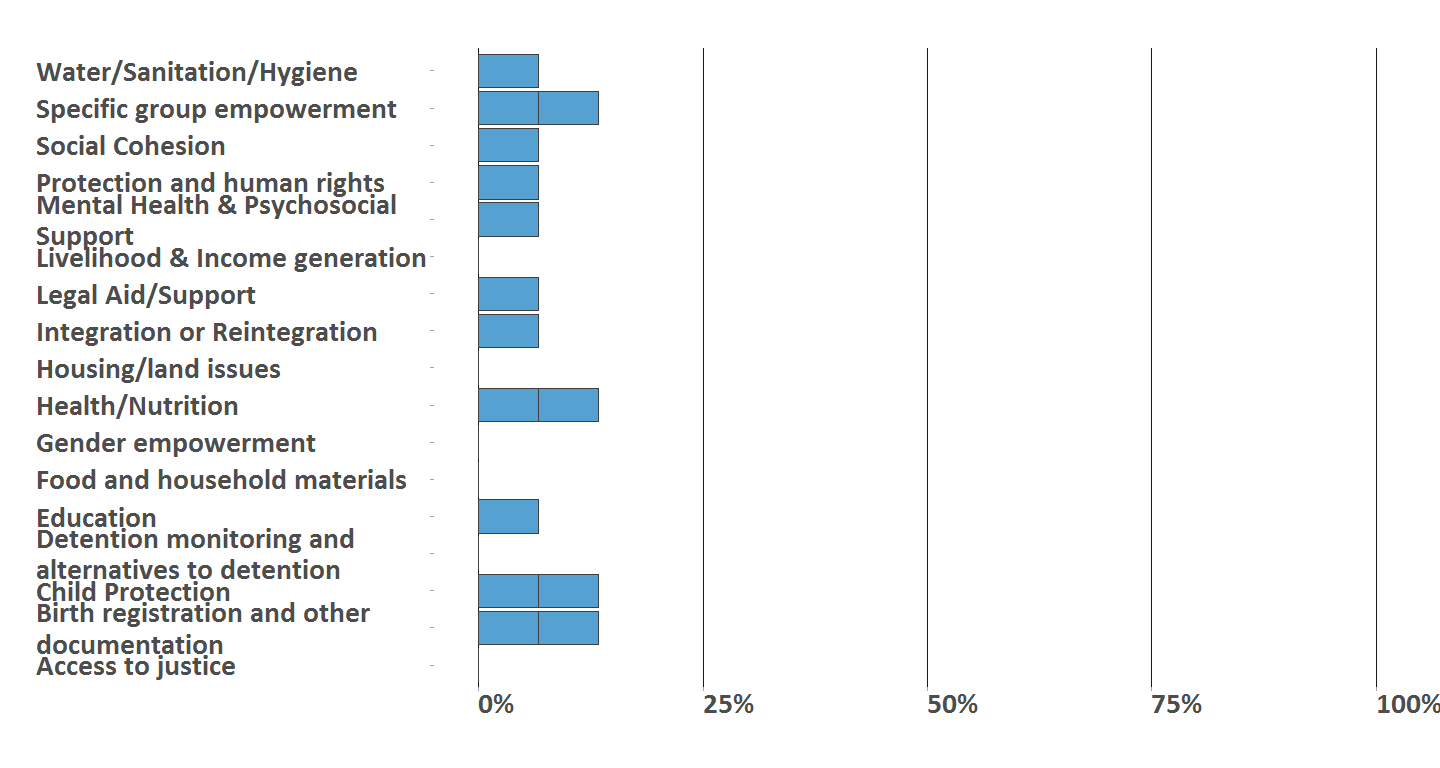 Water/Sanitation/Hygiene
Specific group empowerment
Social Cohesion
Protection and human rights
Mental Health & Psychosocial
Support
Livelihood & Income generation
Legal Aid/Support
Integration or Reintegration
Housing/land issues
Health/Nutrition
Gender empowerment
Food and household materials
Education
Detention monitoring and
alternatives to detention
Child Protection
Birth registration and other
documentation
Access to justice
0% 25% 50% 75% 100%